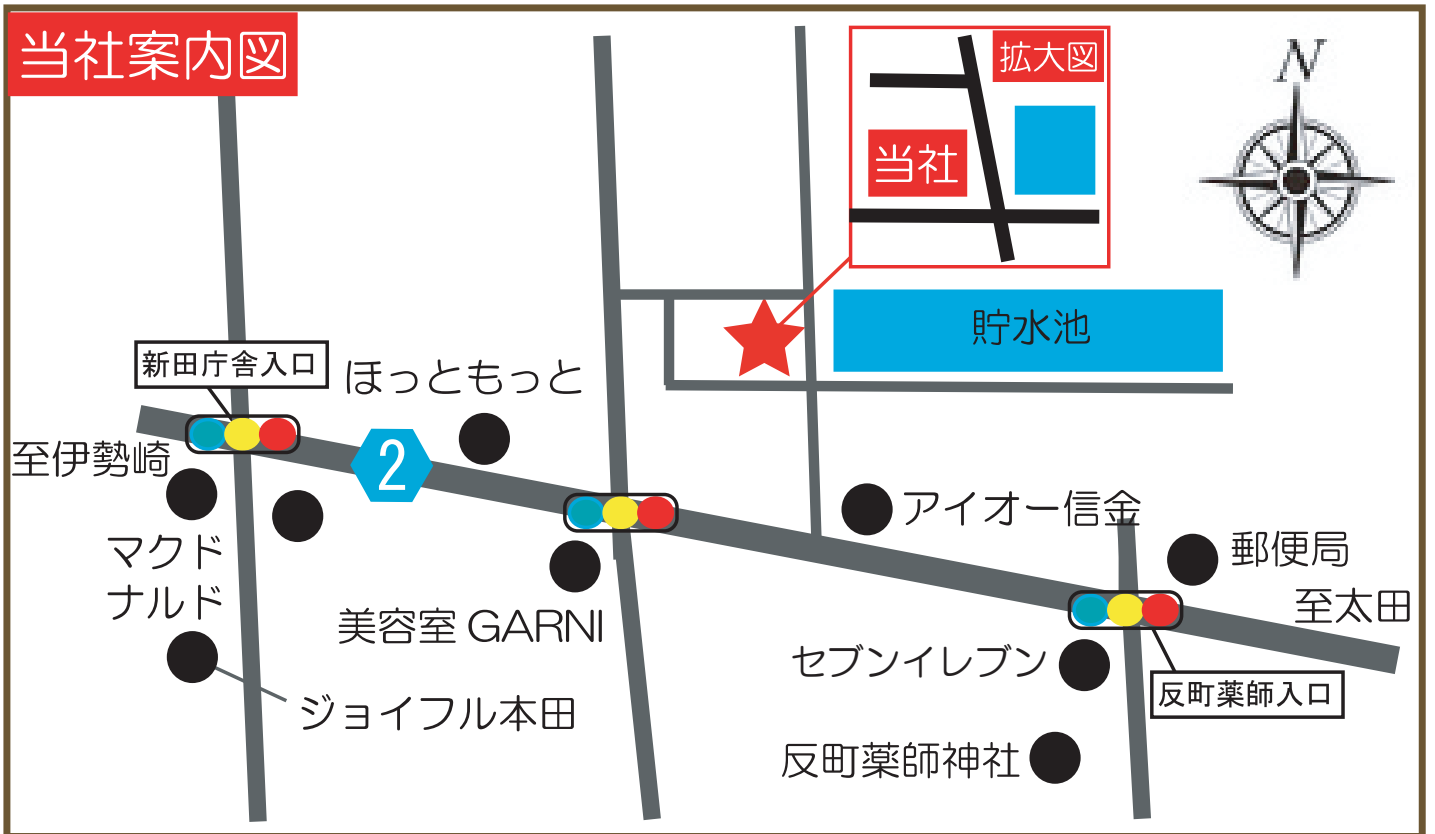 当社案内図
拡大図
N
当社
貯水池
新田庁舎入口
ほっともっと
至伊勢崎
2
アイオー信金
マクド
ナルド
郵便局
至太田
美容室 GARNI
セブンイレブン
反町薬師入口
ジョイフル本田
反町薬師神社